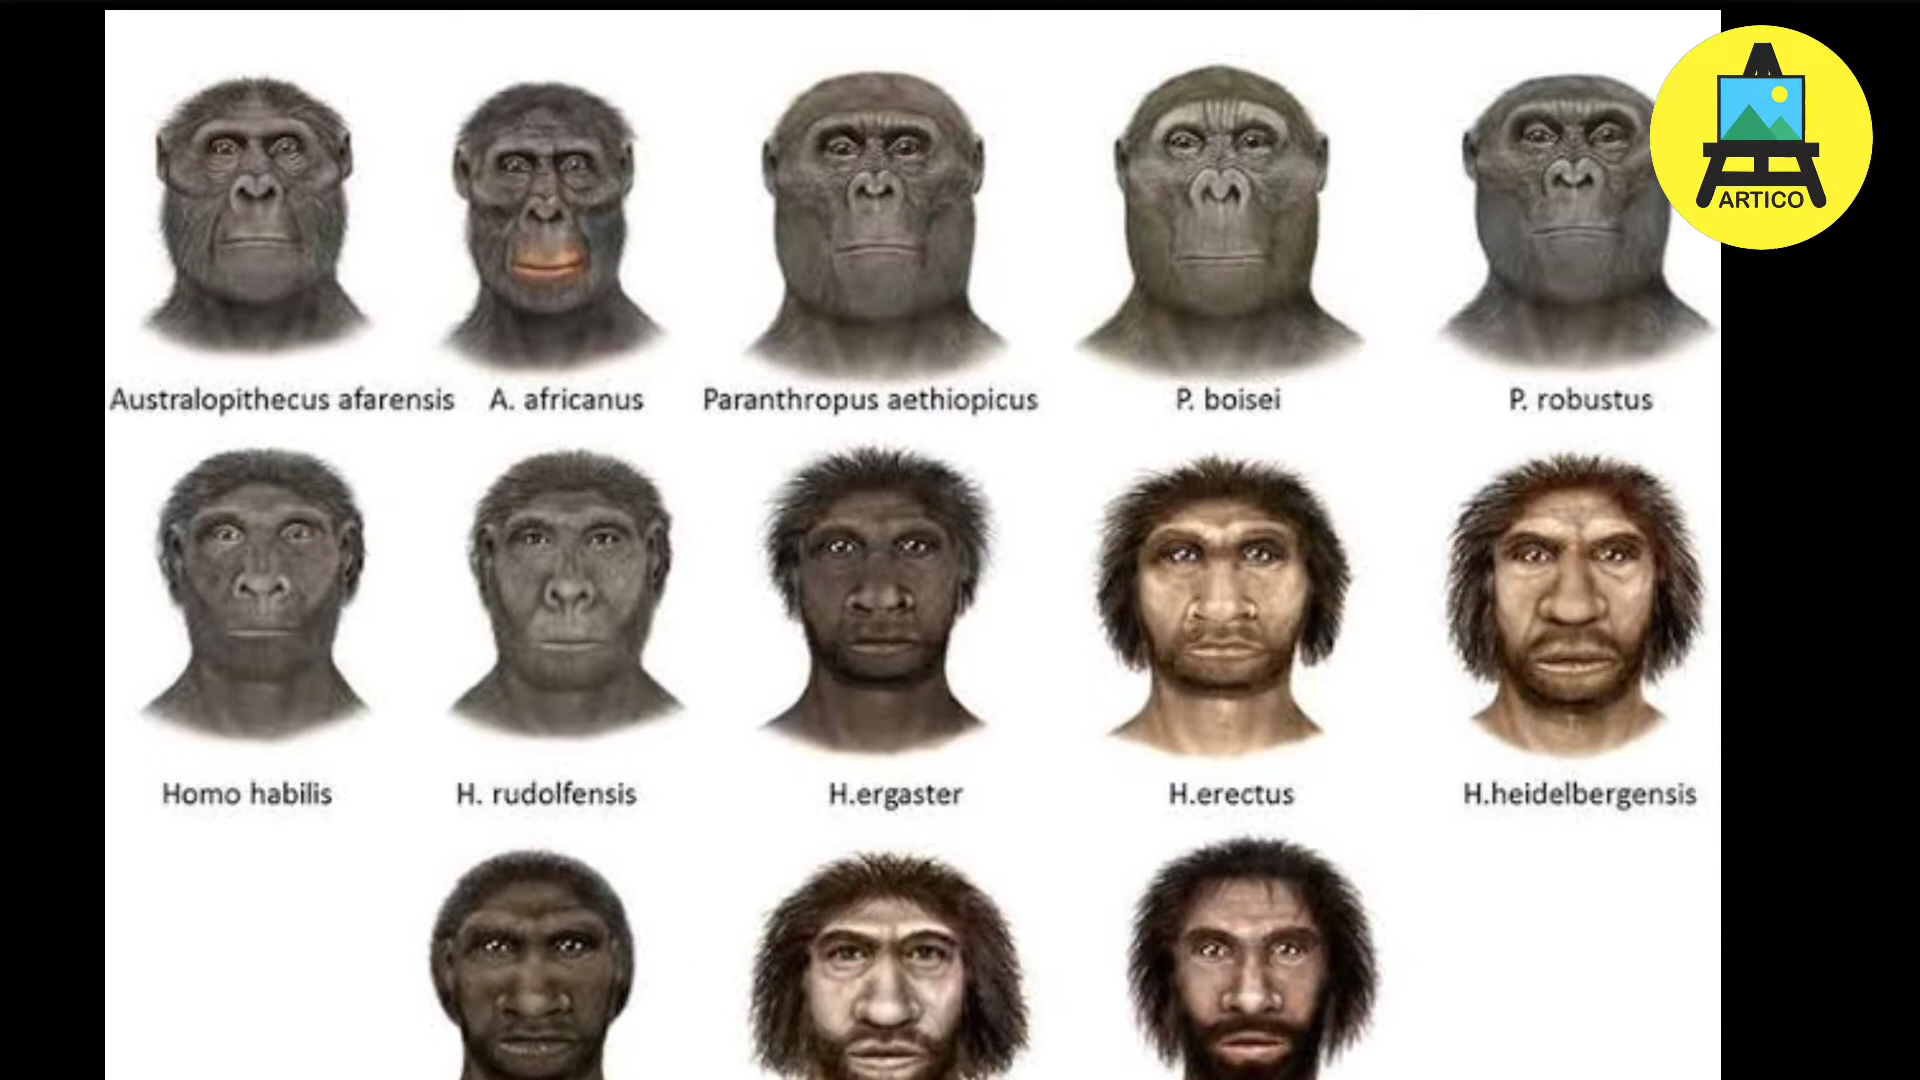 ARTICO
Australopithecus afarensis
A. africanus
Paranthropus aethiopicus
P. boisei
P. robustus
Homo habilis
H. rudolfensis
H.ergaster
H.erectus
H.heidelbergensis